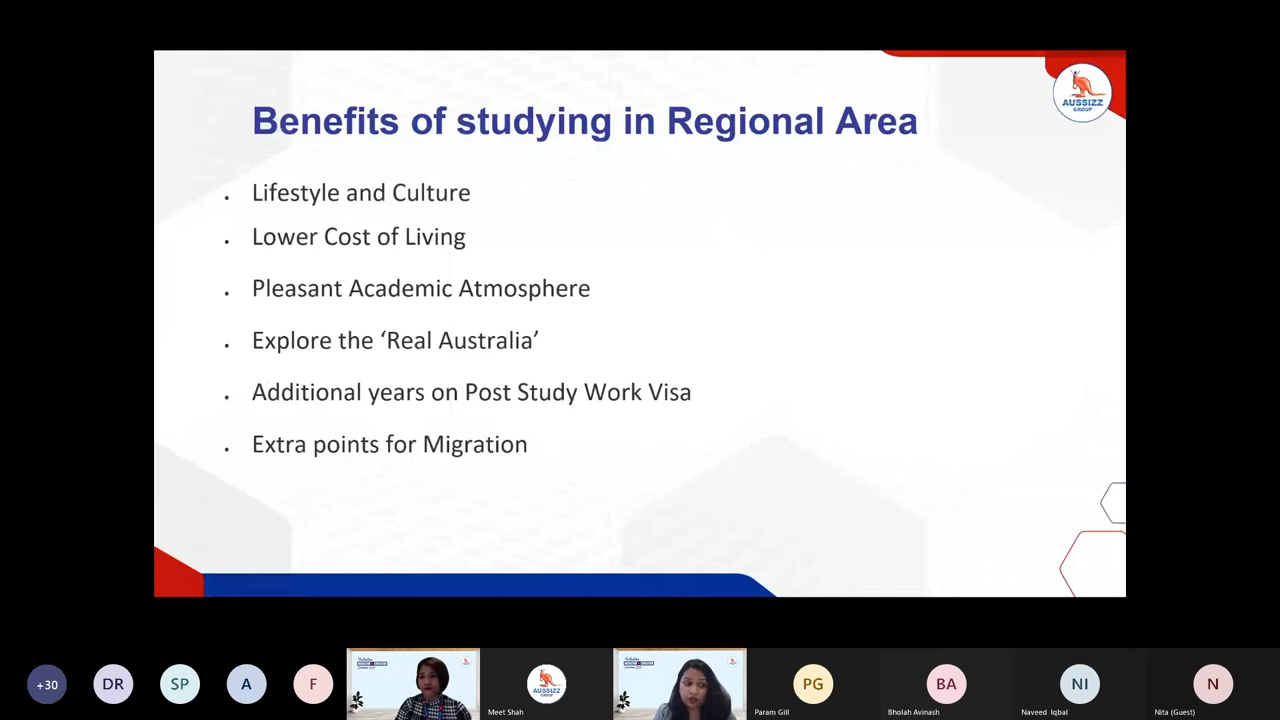 Benefits of studying in Regional Area
AUSSIZZ
GROUP
• Lifestyle and Culture
• Lower Cost of Living
• Pleasant Academic Atmosphere
• Explore the ‘Real Australia’
• Additional years on Post Study Work Visa
• Extra points for Migration
+30
DR
SP
A
F
Meet Shah
AUSSIZZ
GROUP
PG
Param Gill
BA
Bholah Avinash
NI
Naveed Iqbal
N
Nita (Guest)